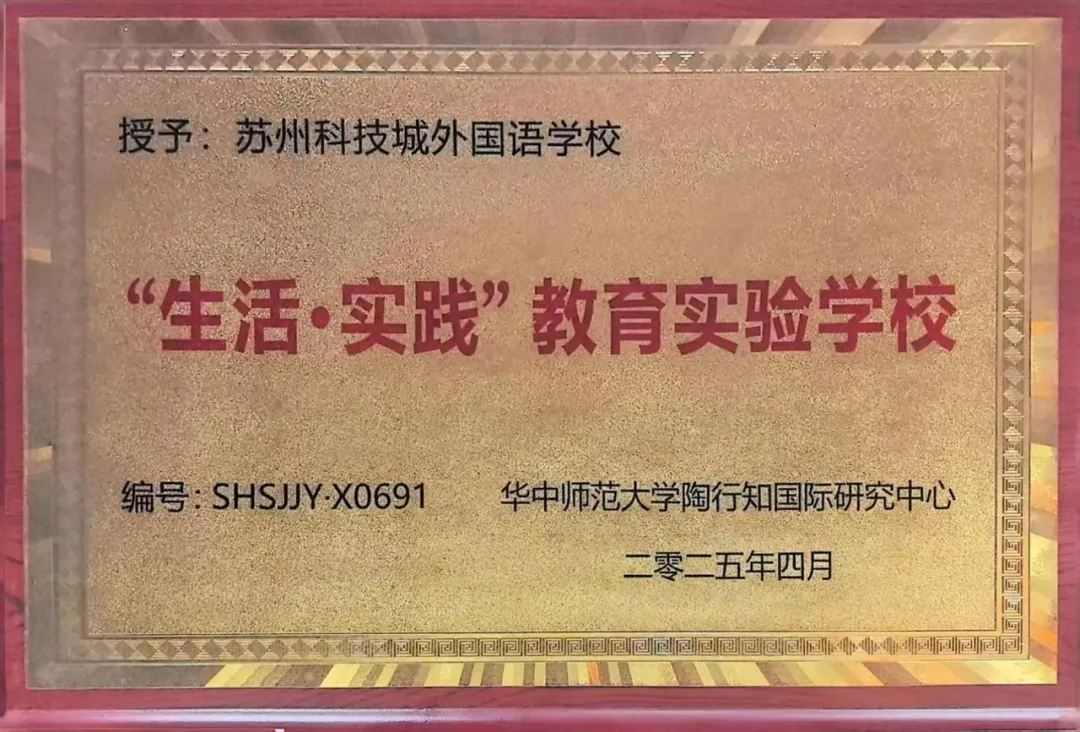 授予：苏州科技城外国语学校
“生活·实践”教育实验学校
编号：SHSJJY·X0691 华中师范大学陶行知国际研究中心
二零二五年四月